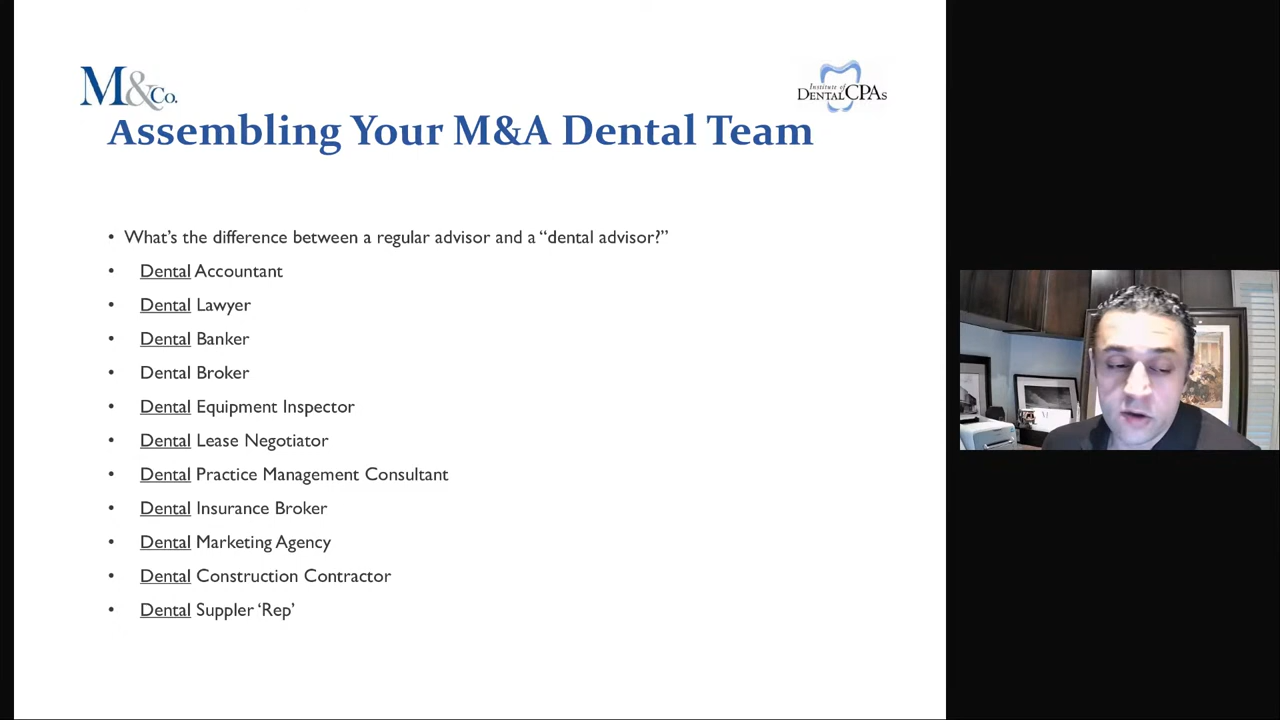 M&Co.
Institute of
DENTAL CPAs
Assembling Your M&A Dental Team
• What's the difference between a regular advisor and a “dental advisor?”
• Dental Accountant
• Dental Lawyer
• Dental Banker
• Dental Broker
• Dental Equipment Inspector
• Dental Lease Negotiator
• Dental Practice Management Consultant
• Dental Insurance Broker
• Dental Marketing Agency
• Dental Construction Contractor
• Dental Suppler ‘Rep’